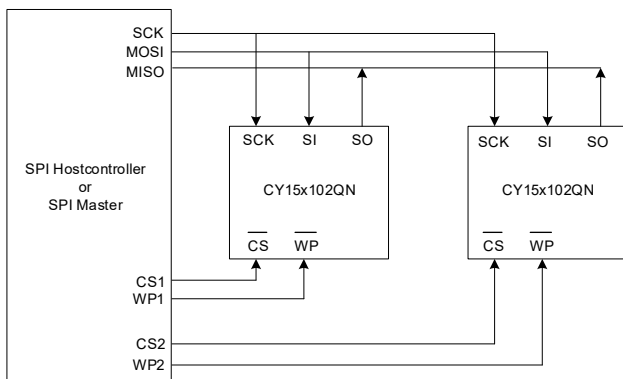 SCK
MOSI
MISO
SCK SI SO
SCK SI SO
SPI Hostcontroller
or
SPI Master
CY15x102QN
CY15x102QN
CS WP
CS WP
CS1
WP1
CS2
WP2